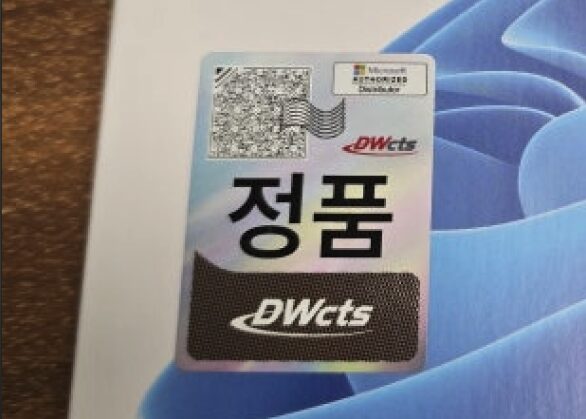 Microsoft
AUTHORIZED
Distributor
DWcts
정품
DWcts